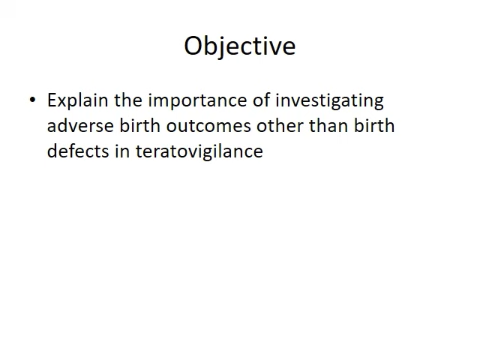 Objective
• Explain the importance of investigating
adverse birth outcomes other than birth
defects in teratovigilance